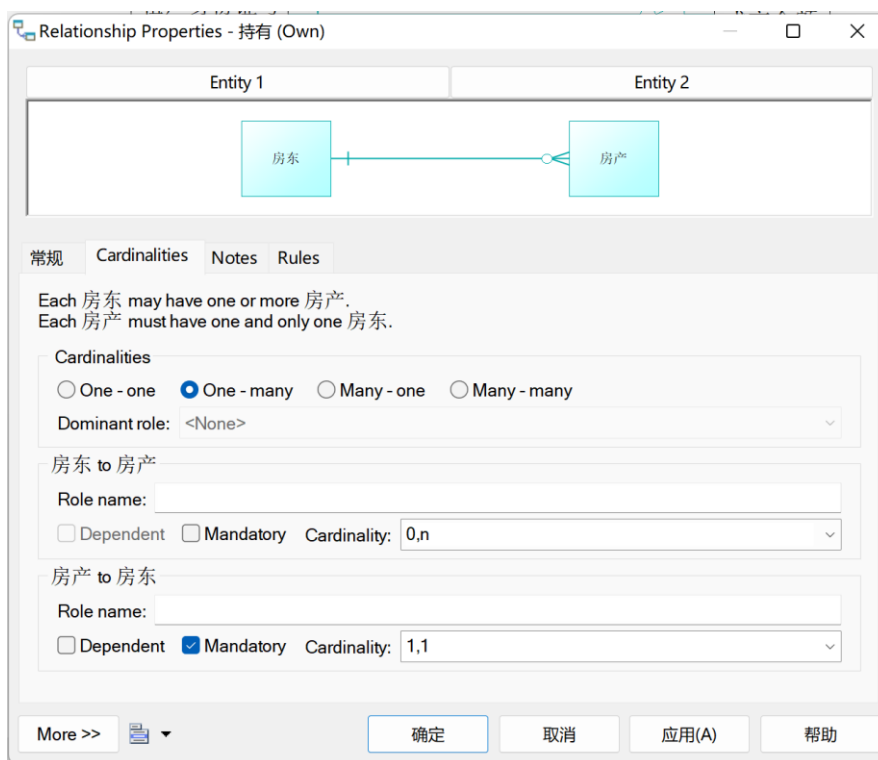 Relationship Properties - 持有 (Own)
Entity 1
Entity 2
房东
房产
常规
Cardinalities
Notes
Rules
Each 房东 may have one or more 房产.
Each 房产 must have one and only one 房东.
Cardinalities
One - one
One - many
Many - one
Many - many
Dominant role: <None>
房东 to 房产
Role name:
Dependent
Mandatory
Cardinality: 0,n
房产 to 房东
Role name:
Dependent
Mandatory
Cardinality: 1,1
More >>
确定
取消
应用(A)
帮助